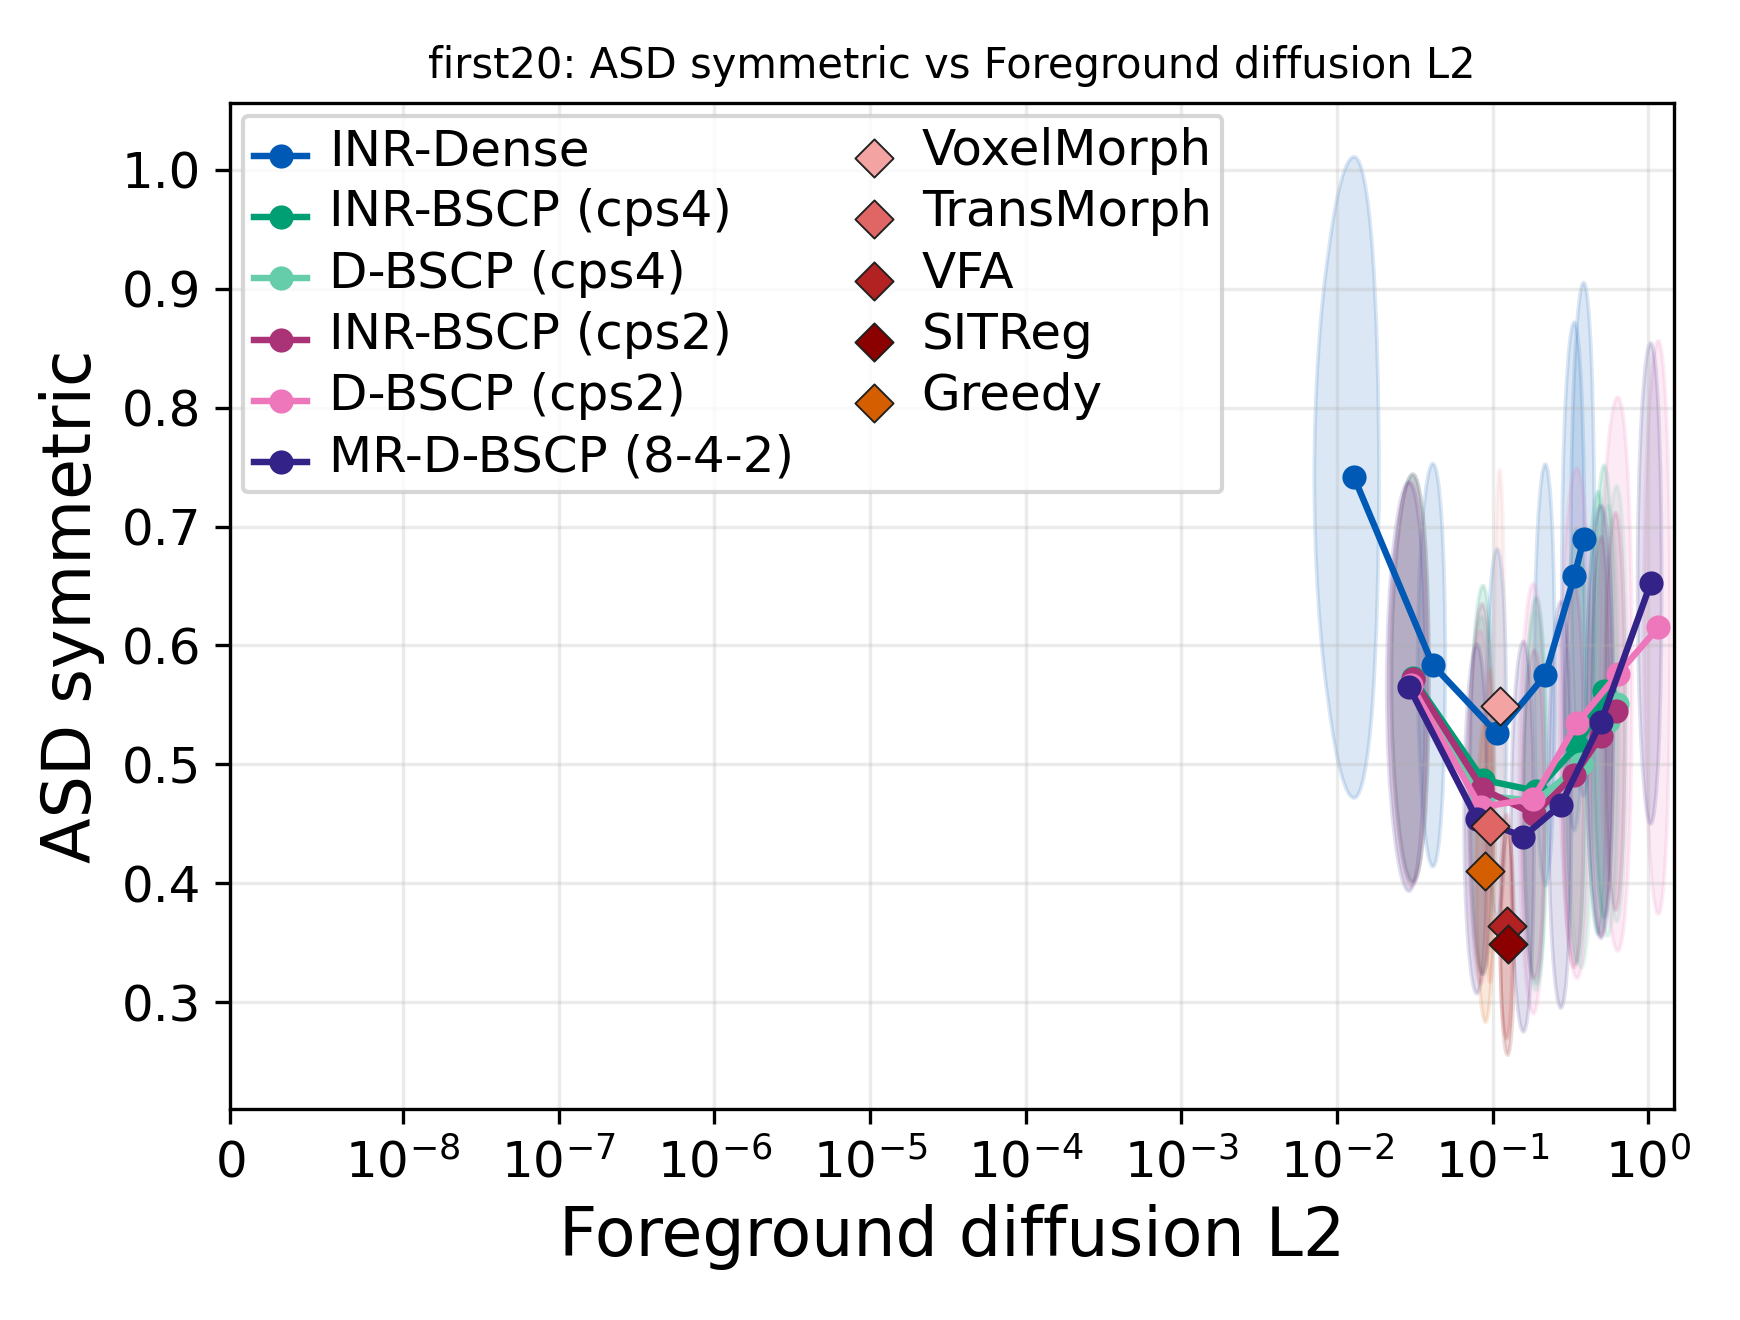 first20: ASD symmetric vs Foreground diffusion L2
INR-Dense
INR-BSCP (cps4)
D-BSCP (cps4)
INR-BSCP (cps2)
D-BSCP (cps2)
MR-D-BSCP (8-4-2)
VoxelMorph
TransMorph
VFA
SITReg
Greedy
ASD symmetric
1.0
0.9
0.8
0.7
0.6
0.5
0.4
0.3
0 10⁻⁸ 10⁻⁷ 10⁻⁶ 10⁻⁵ 10⁻⁴ 10⁻³ 10⁻² 10⁻¹ 10⁰
Foreground diffusion L2